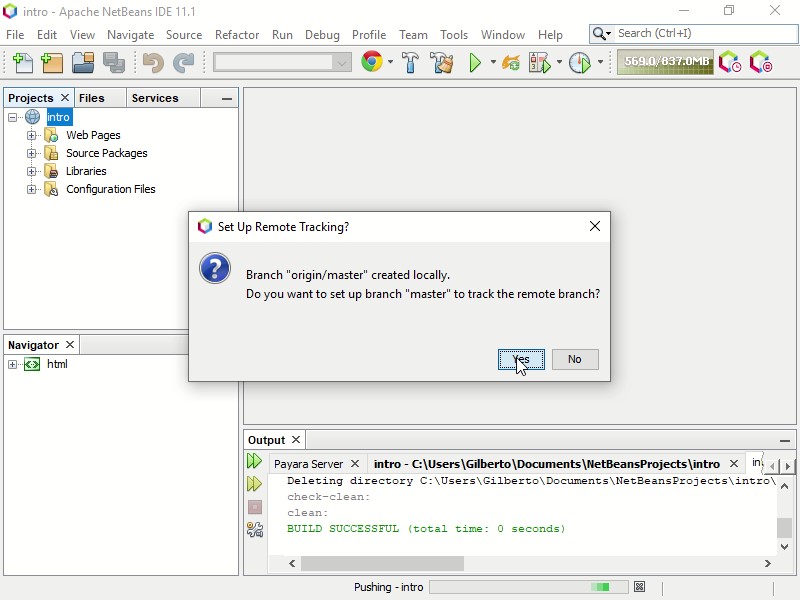 intro - Apache NetBeans IDE 11.1
File Edit View Navigate Source Refactor Run Debug Profile Team Tools Window Help
Search (Ctrl+I)
569.0/837.0MB
Projects Files Services
intro
Web Pages
Source Packages
Libraries
Configuration Files
Set Up Remote Tracking?
Branch "origin/master" created locally.
Do you want to set up branch "master" to track the remote branch?
Yes No
Navigator
html
Output
Payara Server intro - C:\Users\Gilberto\Documents\NetBeansProjects\intro in
Deleting directory C:\Users\Gilberto\Documents\NetBeansProjects\intro\
check-clean:
clean:
BUILD SUCCESSFUL (total time: 0 seconds)
Pushing - intro